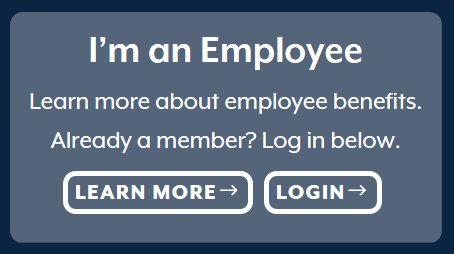 I’m an Employee
Learn more about employee benefits.
Already a member? Log in below.
LEARN MORE→ LOGIN→